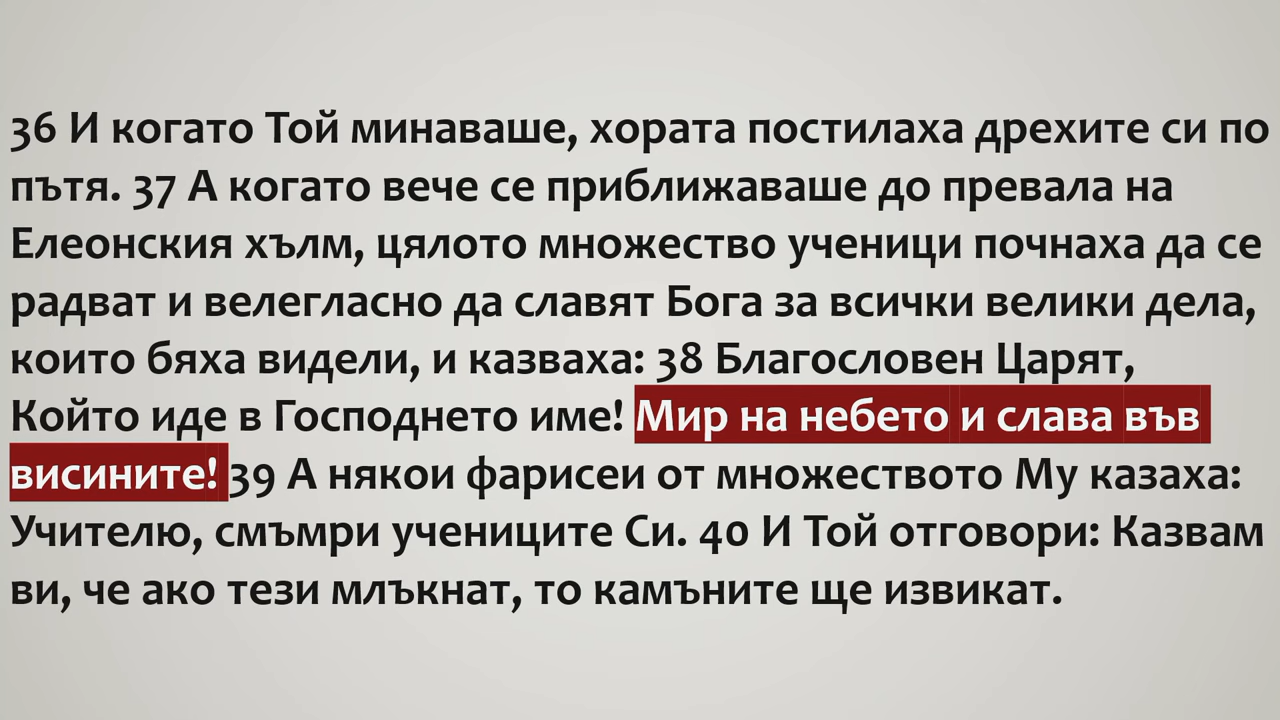 36 И когато Той минаваше, хората постилаха дрехите си по
пътя. 37 А когато вече се приближаваше до превала на
Елеонския хълм, цялото множество ученици почнаха да се
радват и велегласно да славят Бога за всички велики дела,
които бяха видели, и казваха: 38 Благословен Царят,
Който иде в Господнето име! Мир на небето и слава във
висините! 39 А някои фарисеи от множеството Му казаха:
Учителю, смъмри учениците Си. 40 И Той отговори: Казвам
ви, че ако тези млъкнат, то камъните ще извикат.